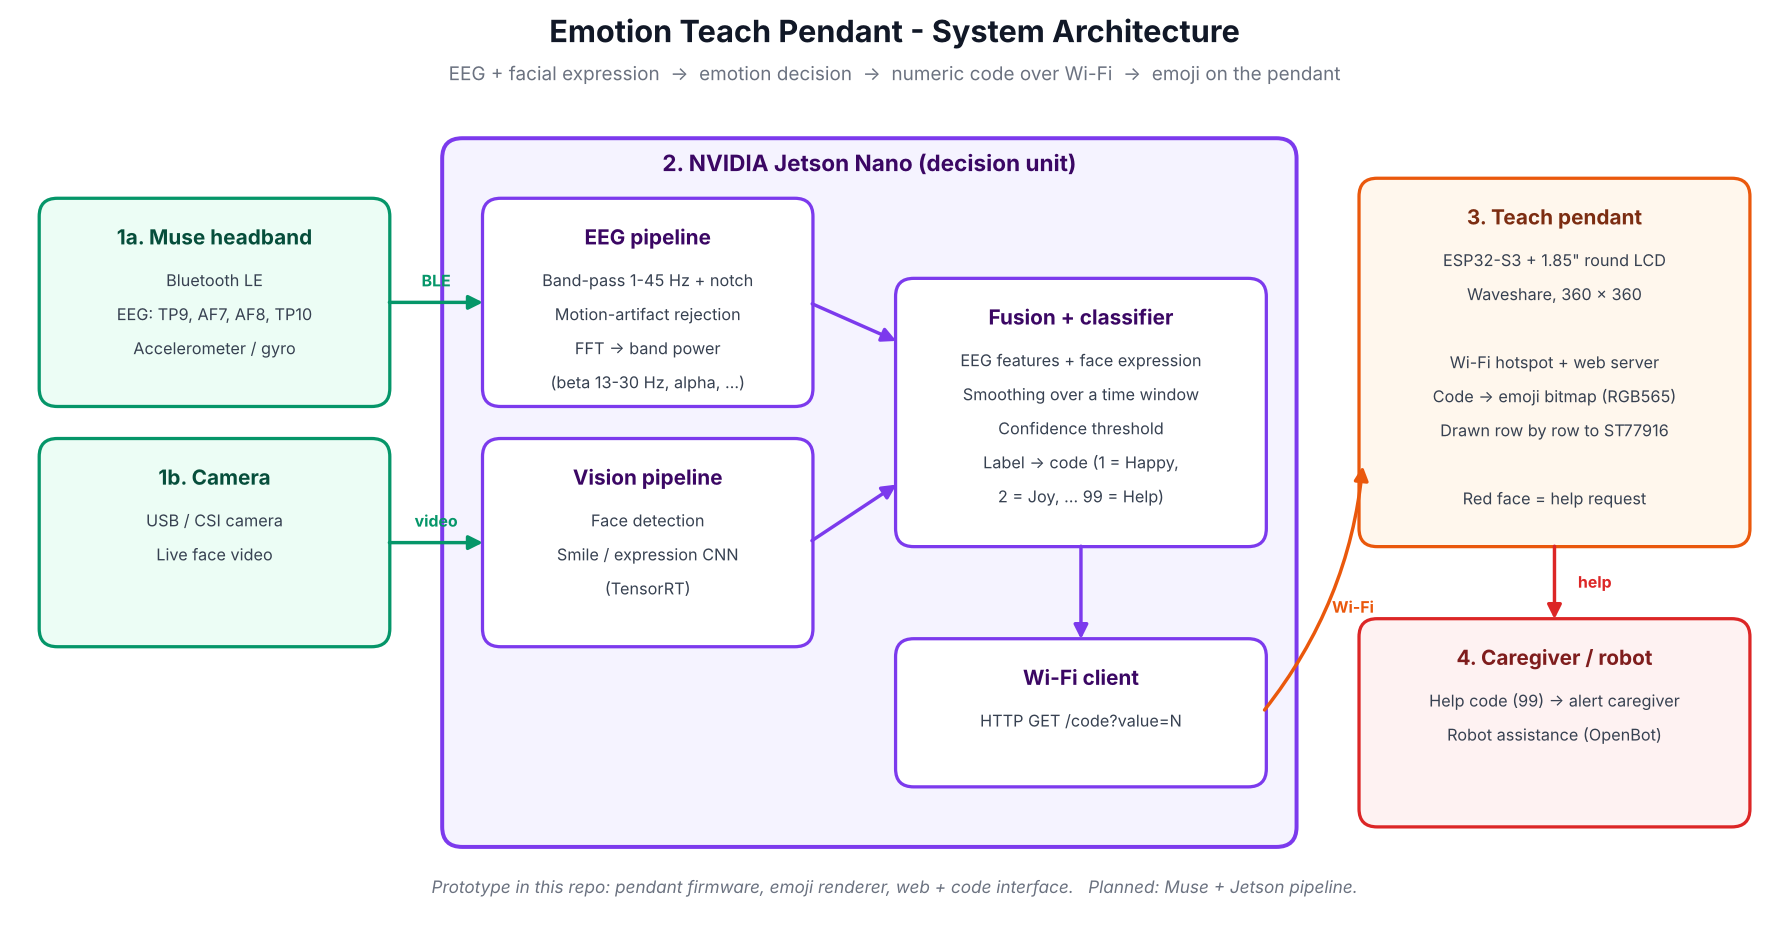 Emotion Teach Pendant - System Architecture
EEG + facial expression → emotion decision → numeric code over Wi-Fi → emoji on the pendant
1a. Muse headband
Bluetooth LE
EEG: TP9, AF7, AF8, TP10
Accelerometer / gyro
BLE
1b. Camera
USB / CSI camera
Live face video
video
2. NVIDIA Jetson Nano (decision unit)
EEG pipeline
Band-pass 1-45 Hz + notch
Motion-artifact rejection
FFT → band power
(beta 13-30 Hz, alpha, ...)
Vision pipeline
Face detection
Smile / expression CNN
(TensorRT)
Fusion + classifier
EEG features + face expression
Smoothing over a time window
Confidence threshold
Label → code (1 = Happy,
2 = Joy, ... 99 = Help)
Wi-Fi client
HTTP GET /code?value=N
Wi-Fi
3. Teach pendant
ESP32-S3 + 1.85" round LCD
Waveshare, 360 × 360
Wi-Fi hotspot + web server
Code → emoji bitmap (RGB565)
Drawn row by row to ST77916
Red face = help request
help
4. Caregiver / robot
Help code (99) → alert caregiver
Robot assistance (OpenBot)
Prototype in this repo: pendant firmware, emoji renderer, web + code interface. Planned: Muse + Jetson pipeline.